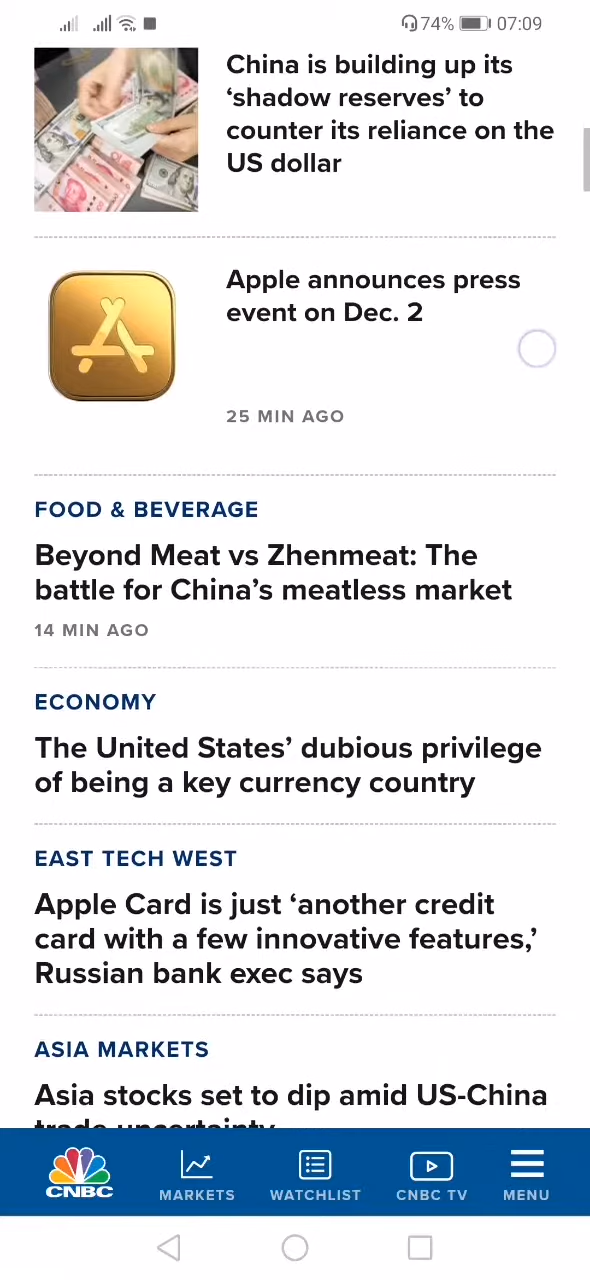 74% 07:09
China is building up its
‘shadow reserves’ to
counter its reliance on the
US dollar
Apple announces press
event on Dec. 2
25 MIN AGO
FOOD & BEVERAGE
Beyond Meat vs Zhenmeat: The
battle for China’s meatless market
14 MIN AGO
ECONOMY
The United States’ dubious privilege
of being a key currency country
EAST TECH WEST
Apple Card is just ‘another credit
card with a few innovative features,’
Russian bank exec says
ASIA MARKETS
Asia stocks set to dip amid US-China
trade uncertainty
CNBC MARKETS WATCHLIST CNBC TV MENU